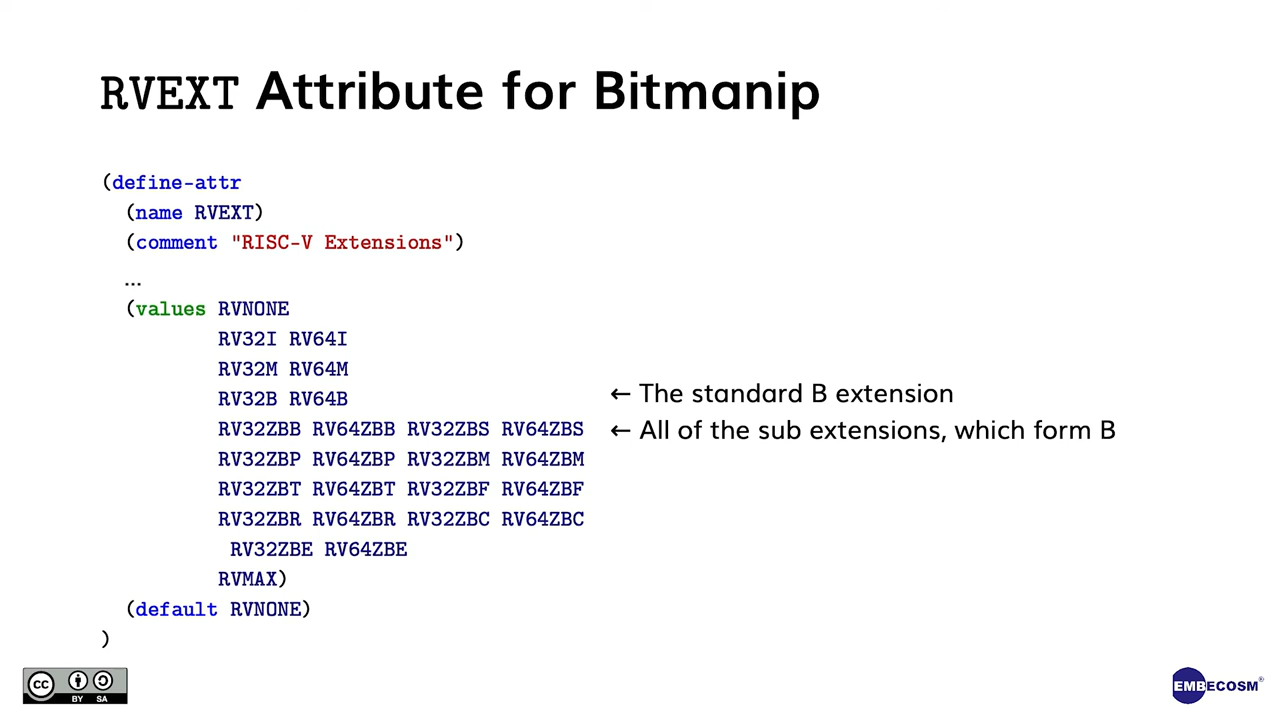 RVEXT Attribute for Bitmanip
(define-attr
(name RVEXT)
(comment "RISC-V Extensions")
...
(values RVNONE
RV32I RV64I
RV32M RV64M
RV32B RV64B
← The standard B extension
RV32ZBB RV64ZBB RV32ZBS RV64ZBS
← All of the sub extensions, which form B
RV32ZBP RV64ZBP RV32ZBM RV64ZBM
RV32ZBT RV64ZBT RV32ZBF RV64ZBF
RV32ZBR RV64ZBR RV32ZBC RV64ZBC
RV32ZBE RV64ZBE
RVMAX)
(default RVNONE)
)
cc BY SA
EMBECOSM®